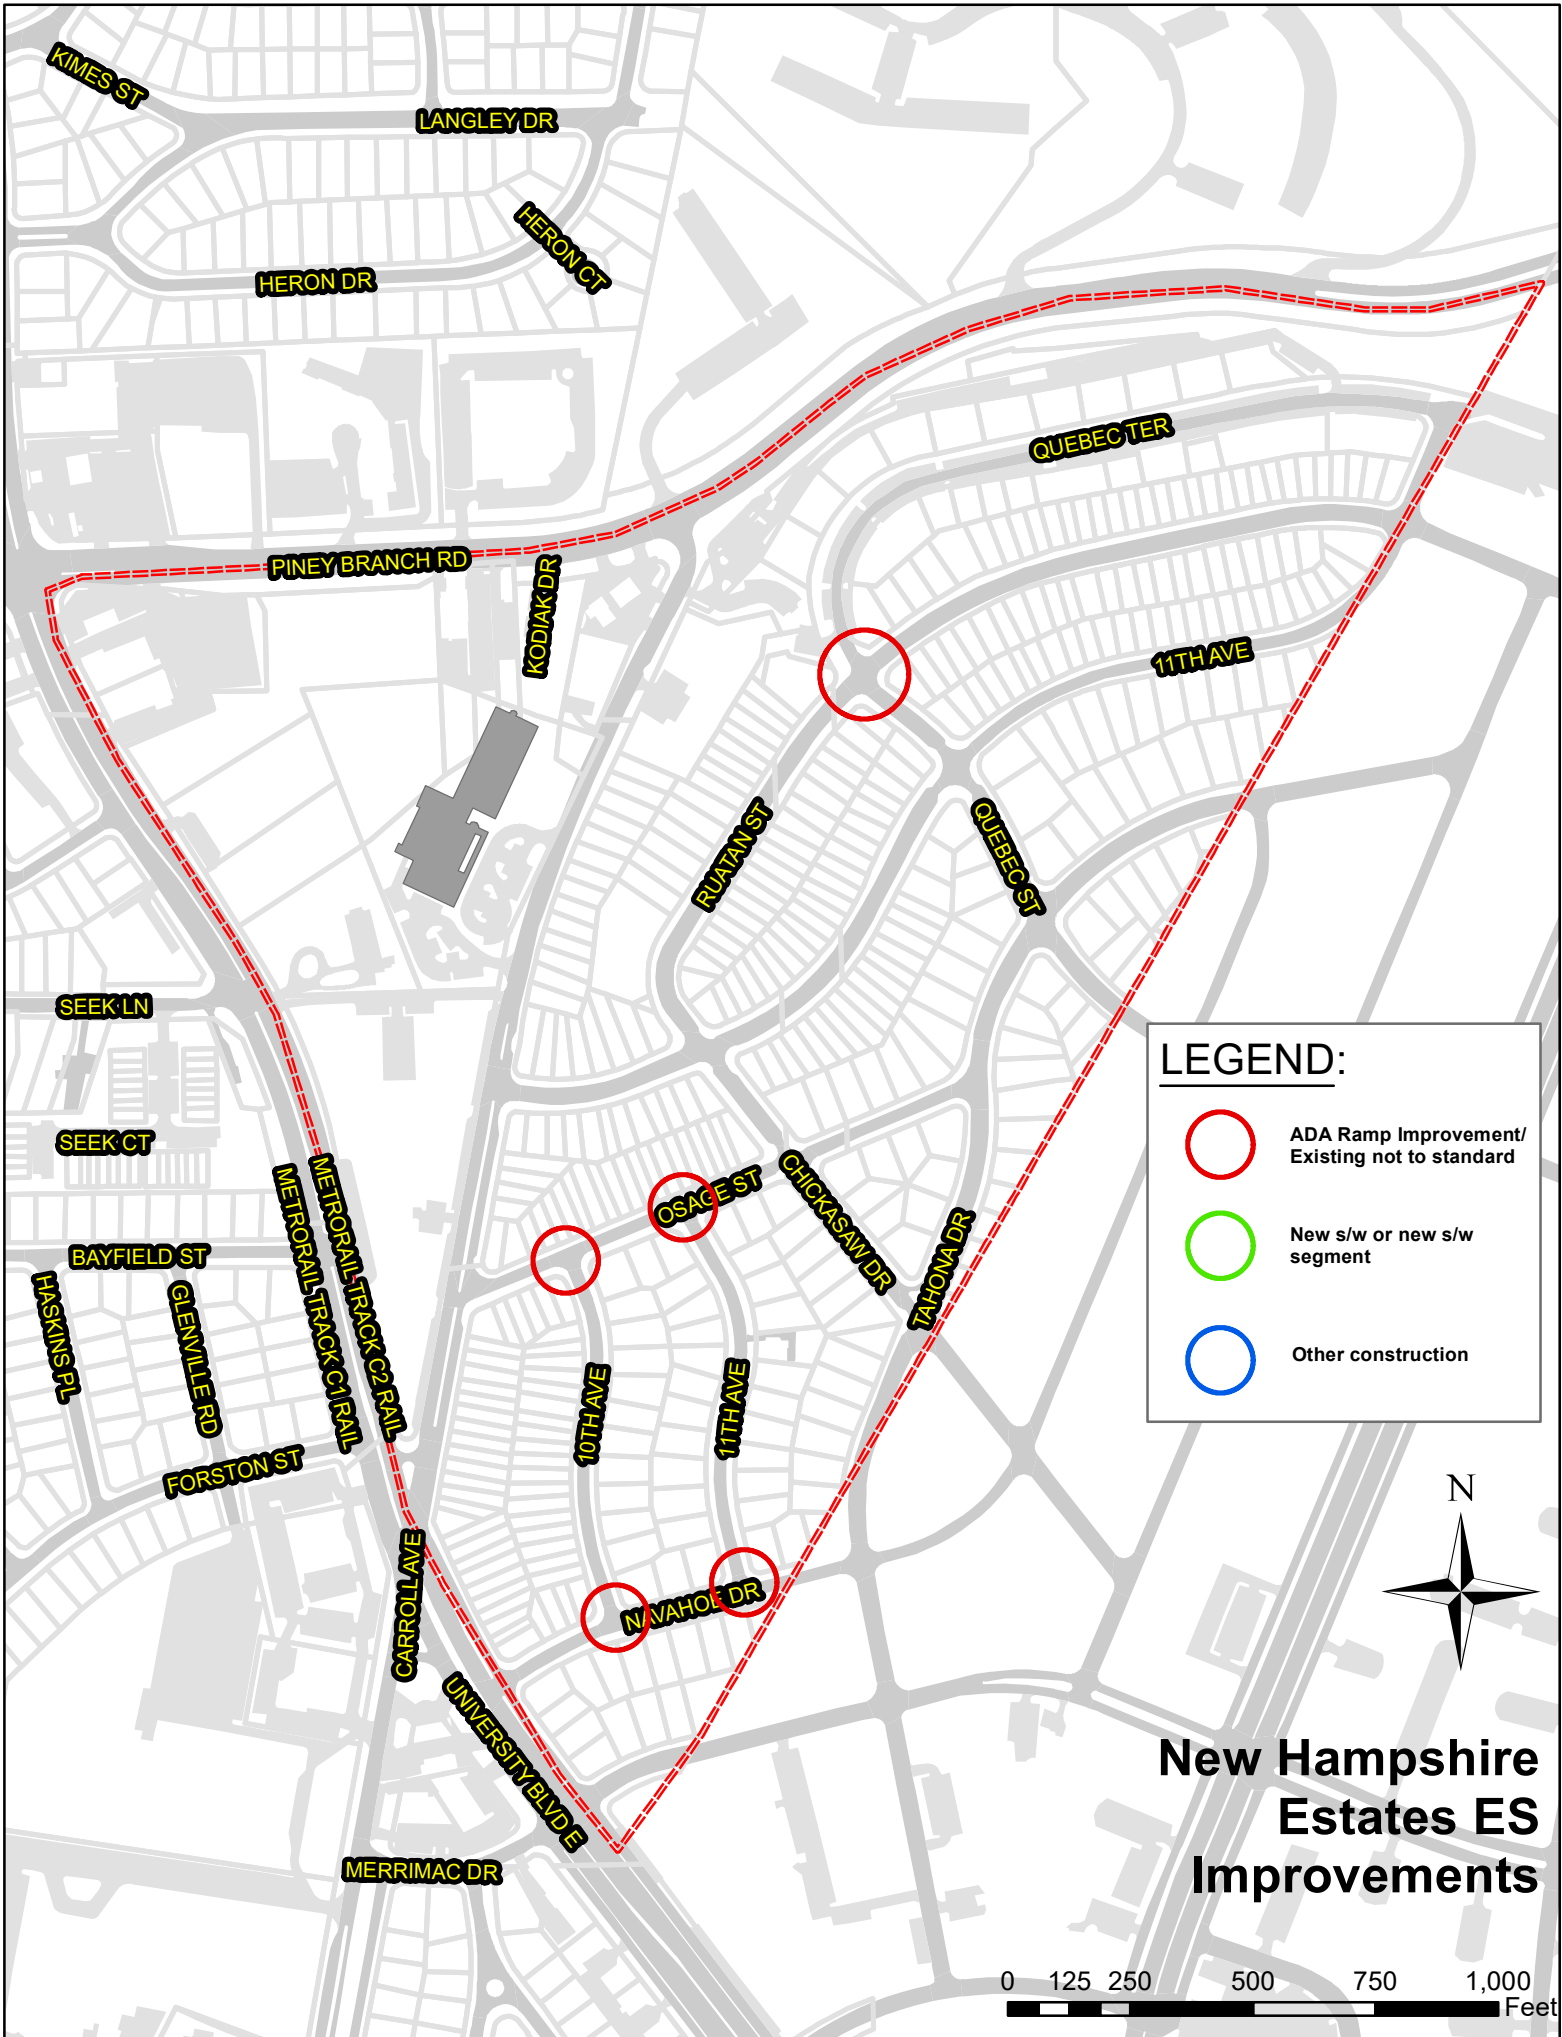 KIMES ST
LANGLEY DR
HERON CT
HERON DR
QUEBEC TER
PINEY BRANCH RD
KODIAK DR
11TH AVE
RUATAN ST
QUEBEC ST
SEEK LN
LEGEND:
ADA Ramp Improvement/
Existing not to standard
New s/w or new s/w
segment
Other construction
SEEK CT
METRORAIL TRACK C1 RAIL
METRORAIL TRACK C2 RAIL
OSAGE ST
CHICKASAW DR
TAHONA DR
BAYFIELD ST
HASKINS PL
GLENVILLE RD
10TH AVE
11TH AVE
FORSTON ST
N
CARROLL AVE
NAVAHOE DR
UNIVERSITY BLVD E
MERRIMAC DR
New Hampshire
Estates ES
Improvements
0 125 250 500 750 1,000
Feet